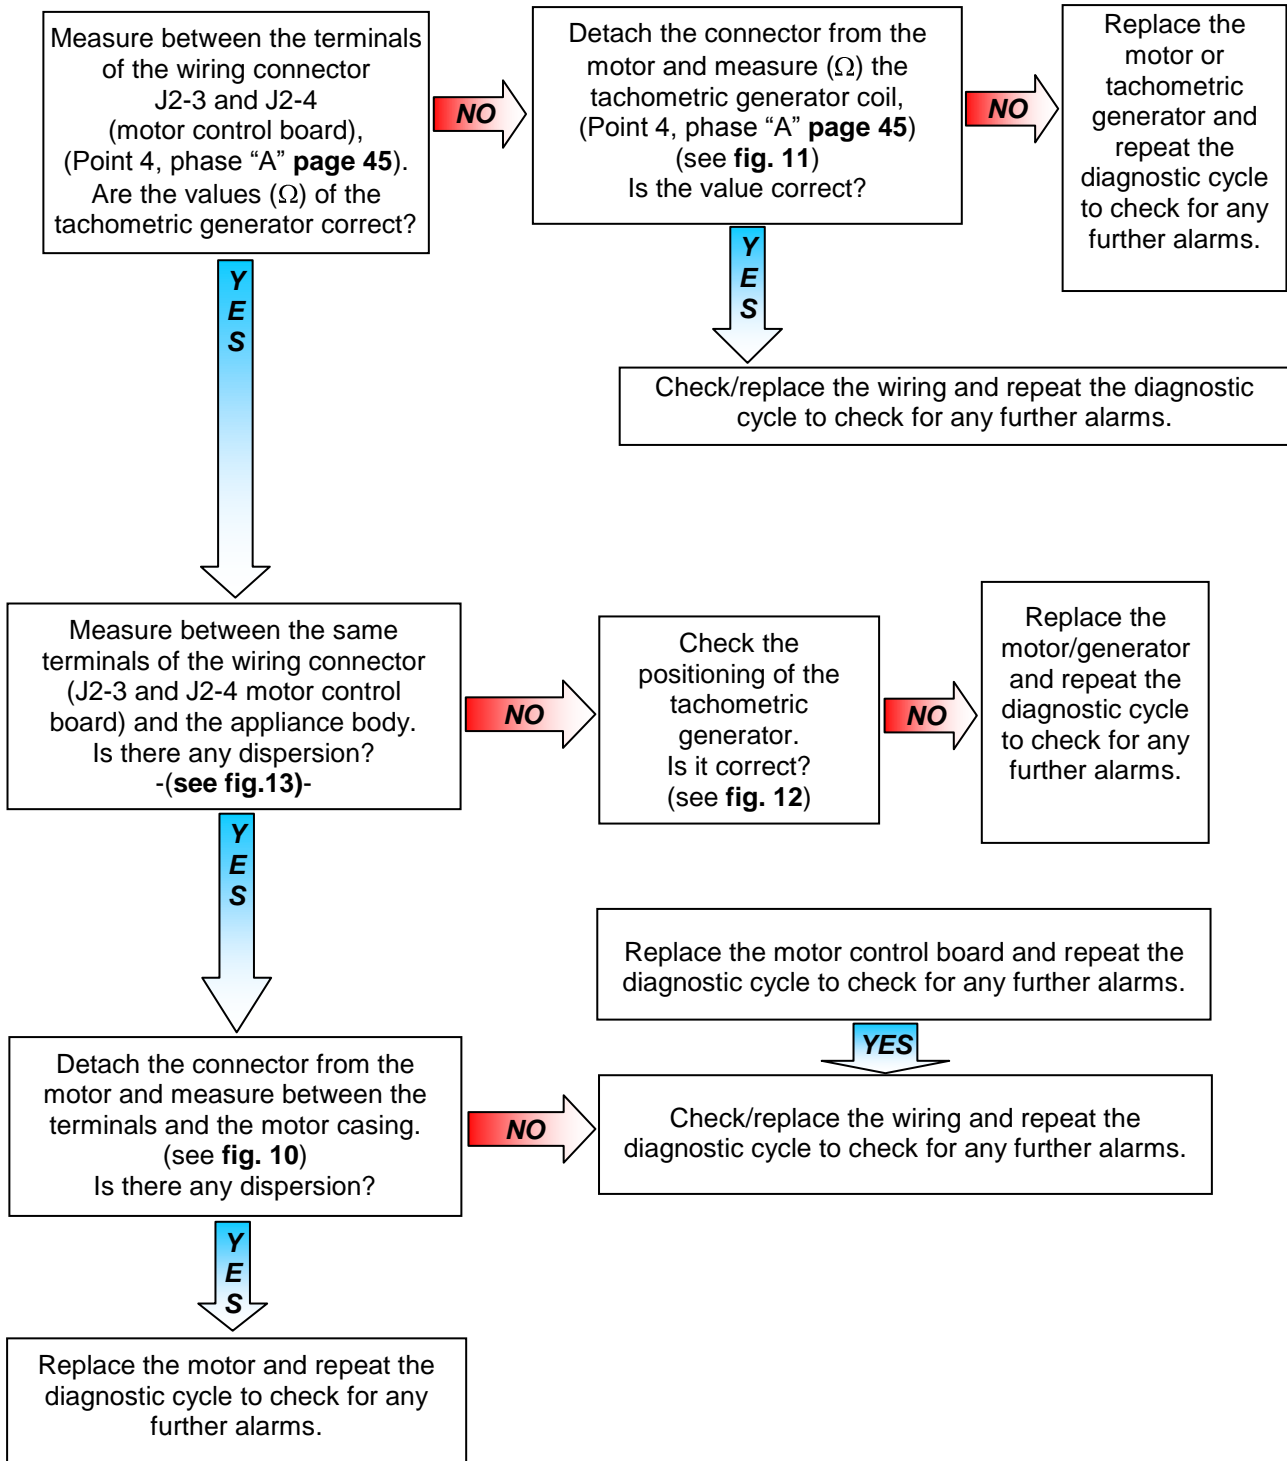 Measure between the terminals
of the wiring connector
J2-3 and J2-4
(motor control board),
(Point 4, phase “A” page 45).
Are the values (Ω) of the
tachometric generator correct?
NO
Detach the connector from the
motor and measure (Ω) the
tachometric generator coil,
(Point 4, phase “A” page 45)
(see fig. 11)
Is the value correct?
NO
Replace the
motor or
tachometric
generator and
repeat the
diagnostic cycle
to check for any
further alarms.
Y
E
S
Y
E
S
Check/replace the wiring and repeat the diagnostic
cycle to check for any further alarms.
Measure between the same
terminals of the wiring connector
(J2-3 and J2-4 motor control
board) and the appliance body.
Is there any dispersion?
-(see fig.13)-
NO
Check the
positioning of the
tachometric
generator.
Is it correct?
(see fig. 12)
NO
Replace the
motor/generator
and repeat the
diagnostic cycle
to check for any
further alarms.
Y
E
S
Replace the motor control board and repeat the
diagnostic cycle to check for any further alarms.
YES
Detach the connector from the
motor and measure between the
terminals and the motor casing.
(see fig. 10)
Is there any dispersion?
NO
Check/replace the wiring and repeat the
diagnostic cycle to check for any further alarms.
Y
E
S
Replace the motor and repeat the
diagnostic cycle to check for any
further alarms.